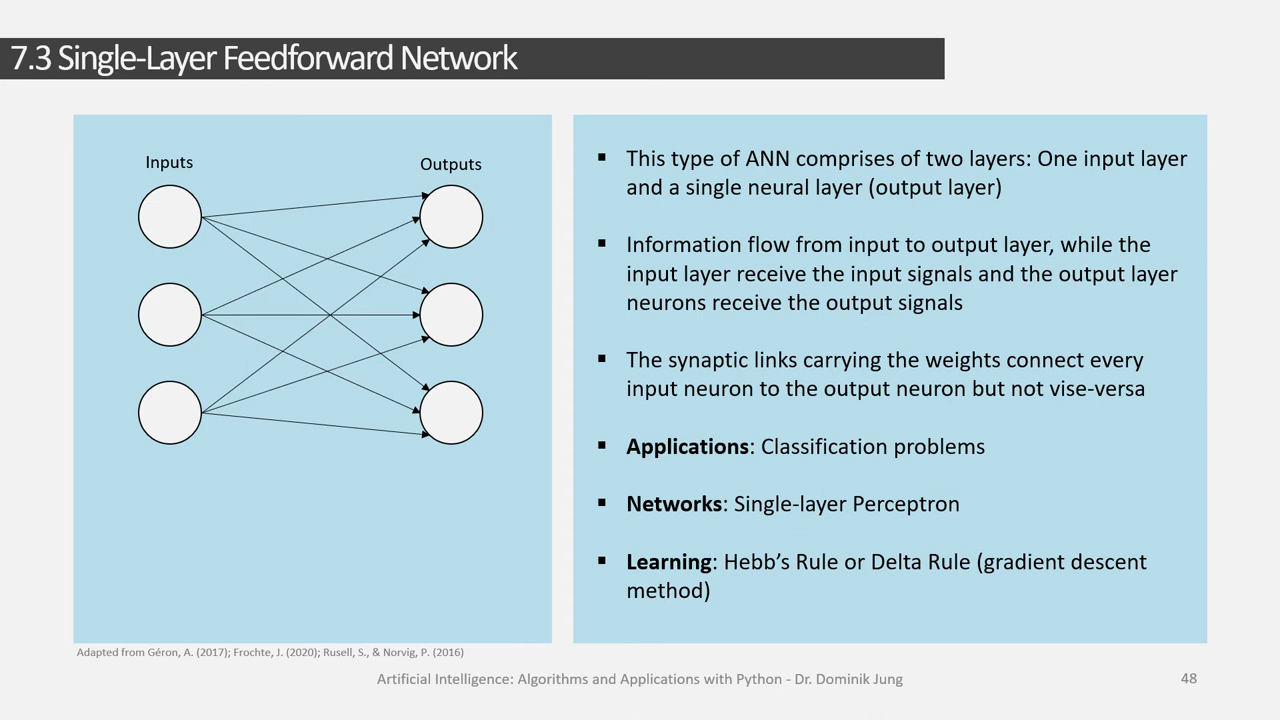 7.3 Single-Layer Feedforward Network
Inputs
Outputs
▪ This type of ANN comprises of two layers: One input layer
and a single neural layer (output layer)
▪ Information flow from input to output layer, while the
input layer receive the input signals and the output layer
neurons receive the output signals
▪ The synaptic links carrying the weights connect every
input neuron to the output neuron but not vise-versa
▪ Applications: Classification problems
▪ Networks: Single-layer Perceptron
▪ Learning: Hebb’s Rule or Delta Rule (gradient descent
method)
Adapted from Géron, A. (2017); Frochte, J. (2020); Rusell, S., & Norvig, P. (2016)
Artificial Intelligence: Algorithms and Applications with Python - Dr. Dominik Jung
48